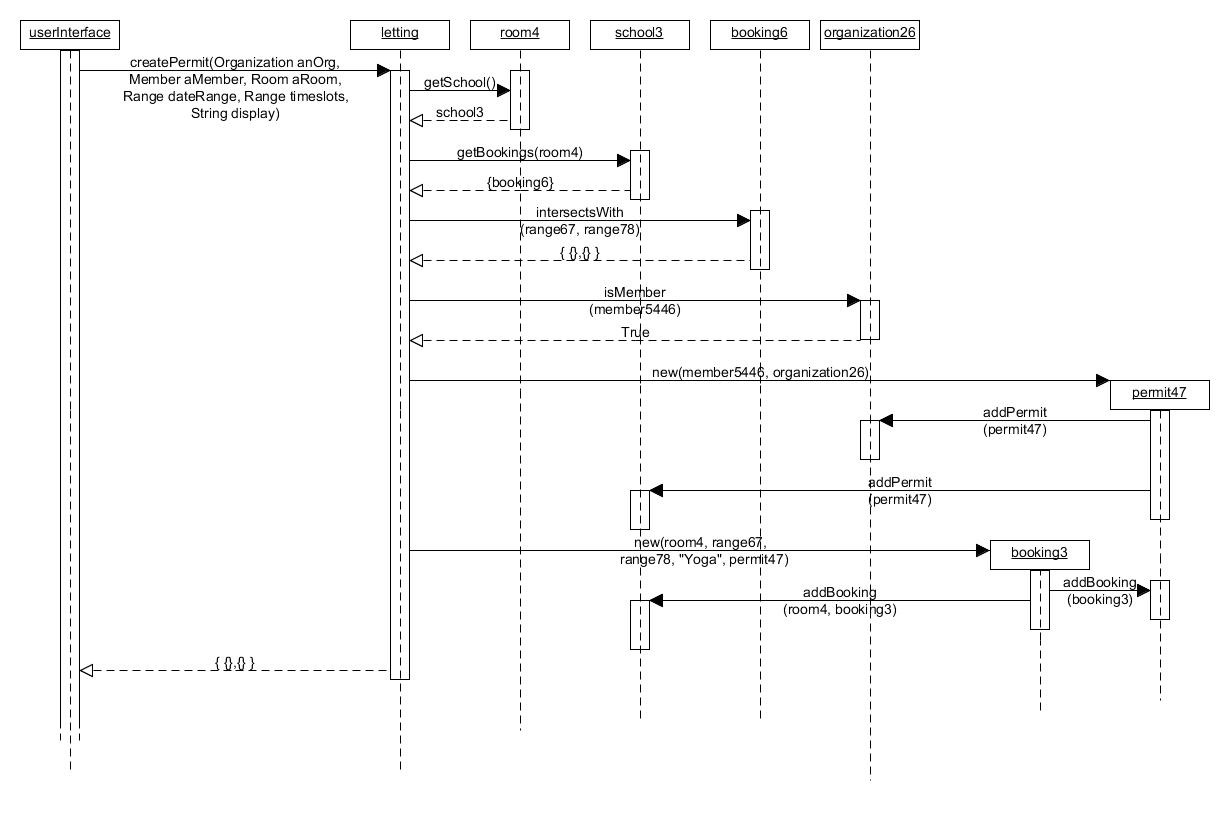 userInterface
letting
room4
school3
booking6
organization26
createPermit(Organization anOrg,
Member aMember, Room aRoom,
Range dateRange, Range timeslots,
String display)
getSchool()
school3
getBookings(room4)
{booking6}
intersectsWith
(range67, range78)
{ {},{} }
isMember
(member5446)
True
new(member5446, organization26)
permit47
addPermit
(permit47)
addPermit
(permit47)
new(room4, range67,
range78, "Yoga", permit47)
booking3
addBooking
(booking3)
addBooking
(room4, booking3)
{ {},{} }